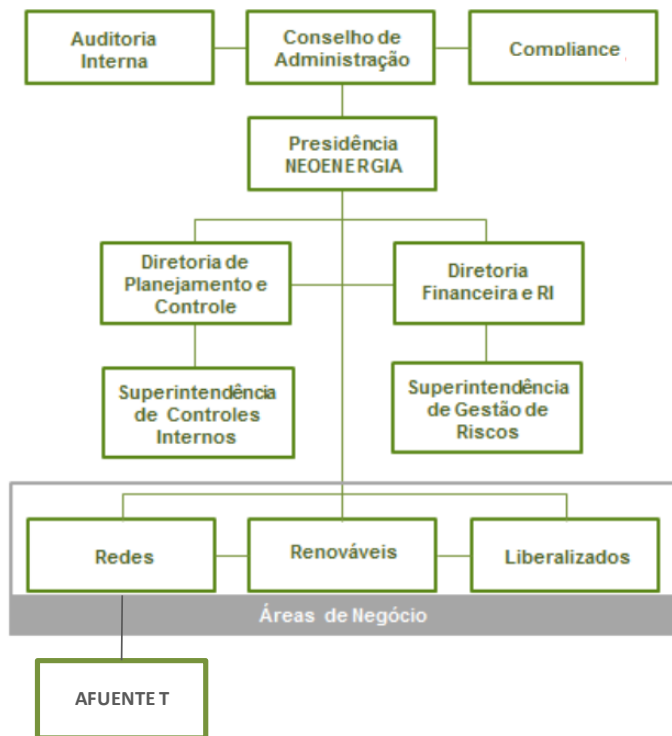 Auditoria
Interna
Conselho de
Administração
Compliance
Presidência
NEOENERGIA
Diretoria de
Planejamento e
Controle
Diretoria
Financeira e RI
Superintendência
de Controles
Internos
Superintendência
de Gestão de
Riscos
Redes
Renováveis
Liberalizados
Áreas de Negócio
AFUENTE T